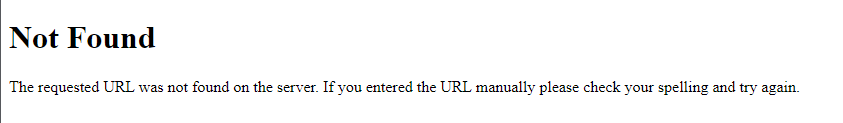 Not Found
The requested URL was not found on the server. If you entered the URL manually please check your spelling and try again.